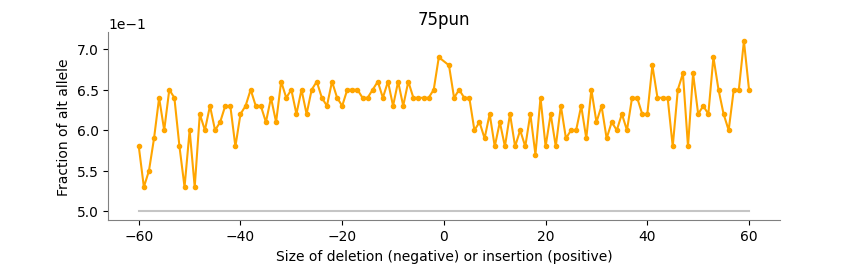 75pun
1e−1
7.0
6.5
6.0
5.5
5.0
Fraction of alt allele
−60 −40 −20 0 20 40 60
Size of deletion (negative) or insertion (positive)